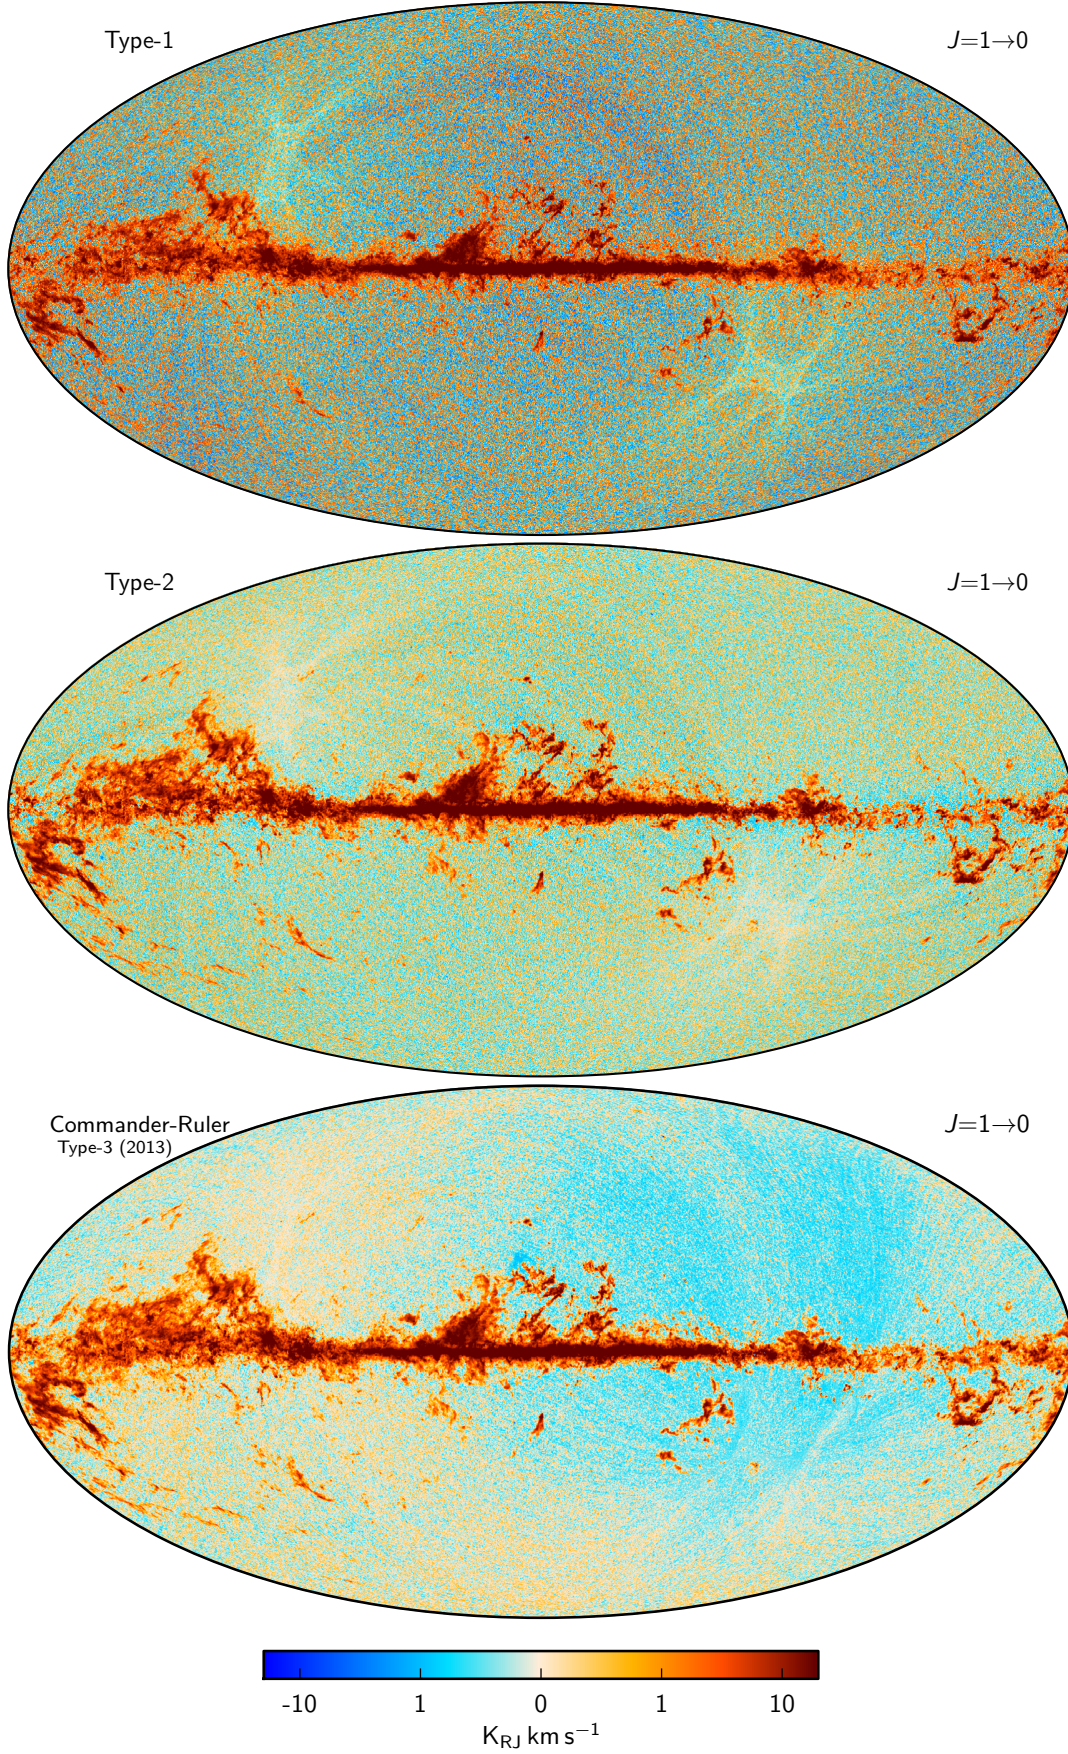 Type-1
J=1→0
Type-2
J=1→0
Commander-Ruler
Type-3 (2013)
J=1→0
-10 1 0 1 10
K_RJ km s⁻¹